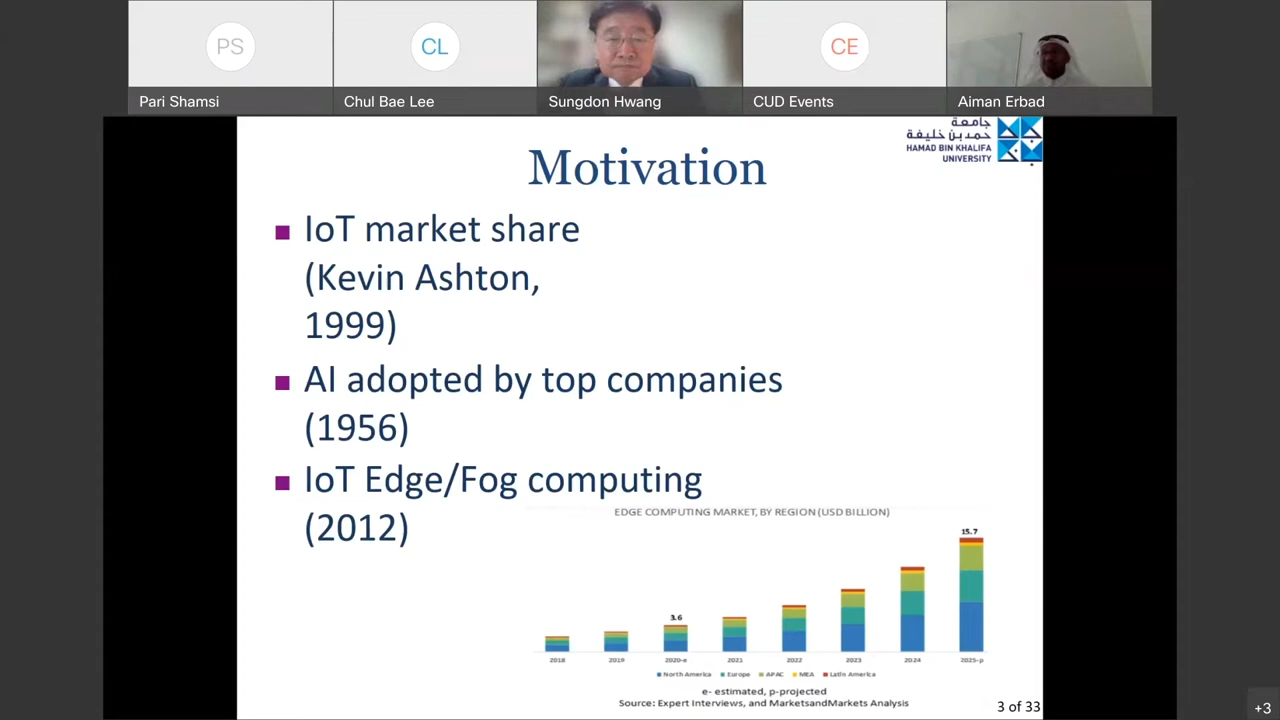 PS
CL
CE
Pari Shamsi
Chul Bae Lee
Sungdon Hwang
CUD Events
Aiman Erbad
جامعة
حمد بن خليفة
HAMAD BIN KHALIFA
UNIVERSITY
Motivation
IoT market share
(Kevin Ashton,
1999)
AI adopted by top companies
(1956)
IoT Edge/Fog computing
(2012)
EDGE COMPUTING MARKET, BY REGION (USD BILLION)
15.7
3.6
2018 2019 2020-e 2021 2022 2023 2024 2025-p
North America Europe APAC MEA Latin America
e- estimated, p-projected
Source: Expert Interviews, and MarketsandMarkets Analysis
3 of 33
+3